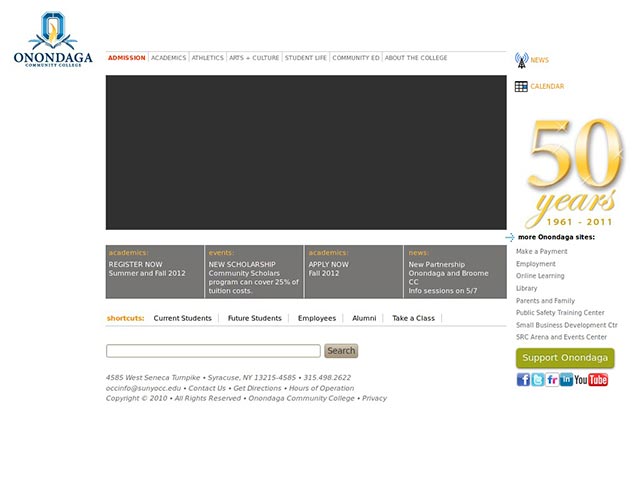 ONONDAGA
COMMUNITY COLLEGE
ADMISSION ACADEMICS ATHLETICS ARTS + CULTURE STUDENT LIFE COMMUNITY ED ABOUT THE COLLEGE
NEWS
CALENDAR
50
years
1961 - 2011
academics:
REGISTER NOW
Summer and Fall 2012
events:
NEW SCHOLARSHIP
Community Scholars
program can cover 25% of
tuition costs.
academics:
APPLY NOW
Fall 2012
news:
New Partnership
Onondaga and Broome
CC
Info sessions on 5/7
more Onondaga sites:
Make a Payment
Employment
Online Learning
Library
Parents and Family
Public Safety Training Center
Small Business Development Ctr
SRC Arena and Events Center
Support Onondaga
You Tube
shortcuts: Current Students Future Students Employees Alumni Take a Class
Search
4585 West Seneca Turnpike • Syracuse, NY 13215-4585 • 315.498.2622
occinfo@sunyocc.edu • Contact Us • Get Directions • Hours of Operation
Copyright © 2010 • All Rights Reserved • Onondaga Community College • Privacy